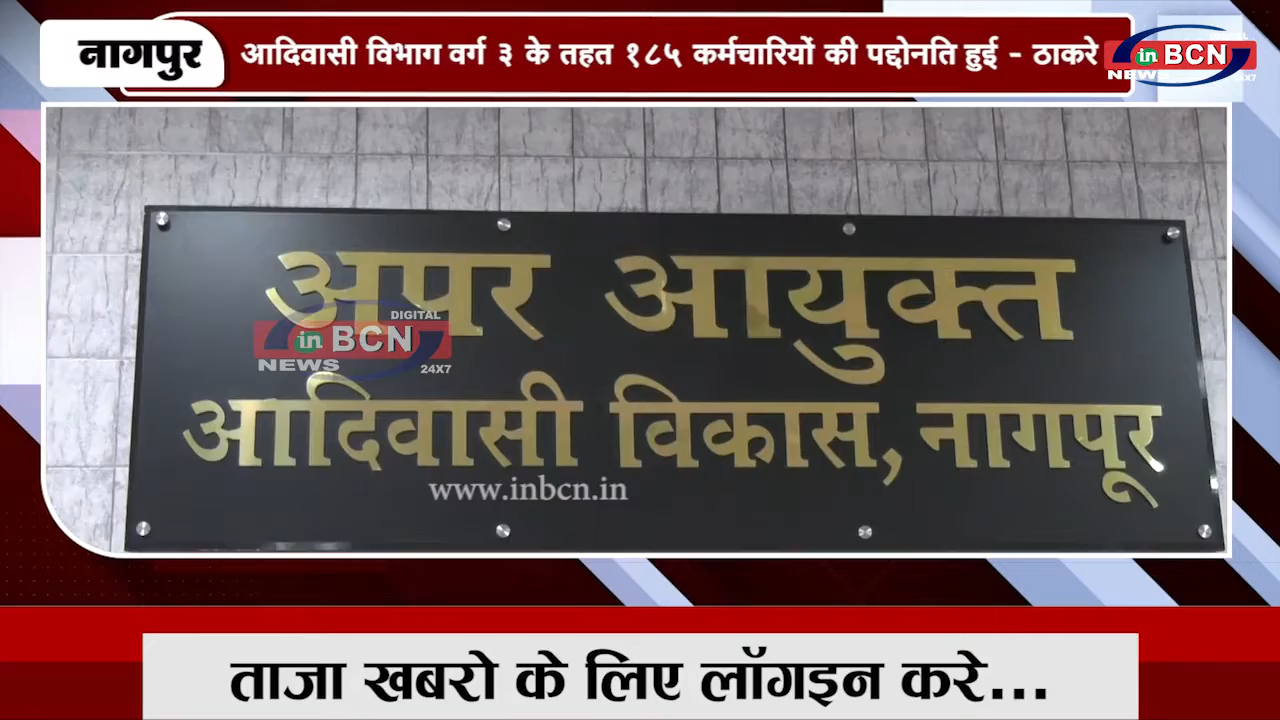 नागपुर
आदिवासी विभाग वर्ग ३ के तहत १८५ कर्मचारियों की पद्दोनति हुई - ठाकरे
in BCN
NEWS 24X7
अपर आयुक्त
DIGITAL
in BCN
NEWS 24X7
आदिवासी विकास, नागपूर
www.inbcn.in
ताजा खबरो के लिए लॉगइन करे...